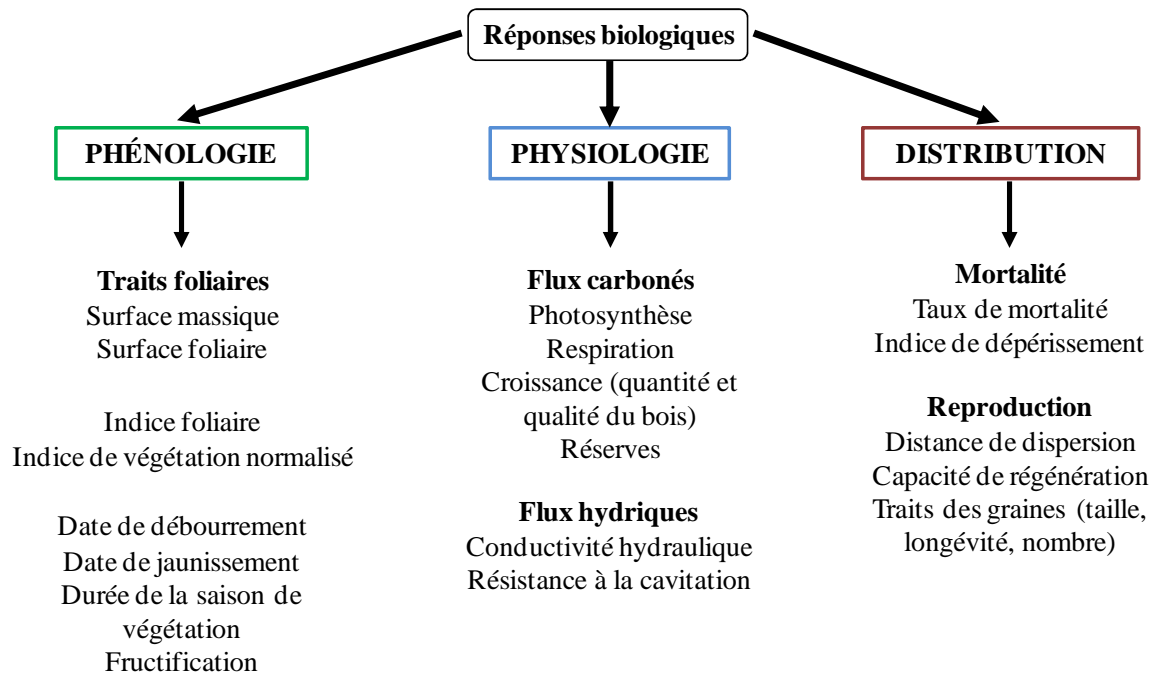 Réponses biologiques
PHÉNOLOGIE
Traits foliaires
Surface massique
Surface foliaire
Indice foliaire
Indice de végétation normalisé
Date de débourrement
Date de jaunissement
Durée de la saison de
végétation
Fructification
PHYSIOLOGIE
Flux carbonés
Photosynthèse
Respiration
Croissance (quantité et
qualité du bois)
Réserves
Flux hydriques
Conductivité hydraulique
Résistance à la cavitation
DISTRIBUTION
Mortalité
Taux de mortalité
Indice de dépérissement
Reproduction
Distance de dispersion
Capacité de régénération
Traits des graines (taille,
longévité, nombre)